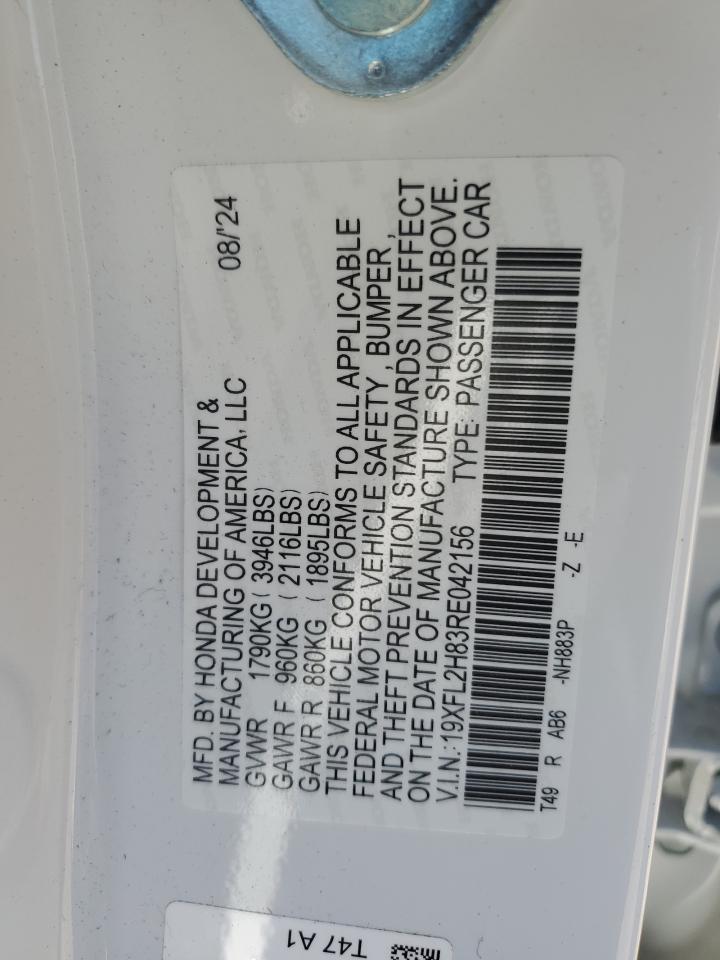 MFD. BY HONDA DEVELOPMENT &
MANUFACTURING OF AMERICA, LLC 08/'24
GVWR 1790KG ( 3946LBS)
GAWR F 960KG ( 2116LBS)
GAWR R 860KG ( 1895LBS)
THIS VEHICLE CONFORMS TO ALL APPLICABLE
FEDERAL MOTOR VEHICLE SAFETY , BUMPER ,
AND THEFT PREVENTION STANDARDS IN EFFECT
ON THE DATE OF MANUFACTURE SHOWN ABOVE.
V.I.N.: 19XFL2H83RE042156 TYPE: PASSENGER CAR
T49 R AB6 -NH883P -Z -E
T47 A1